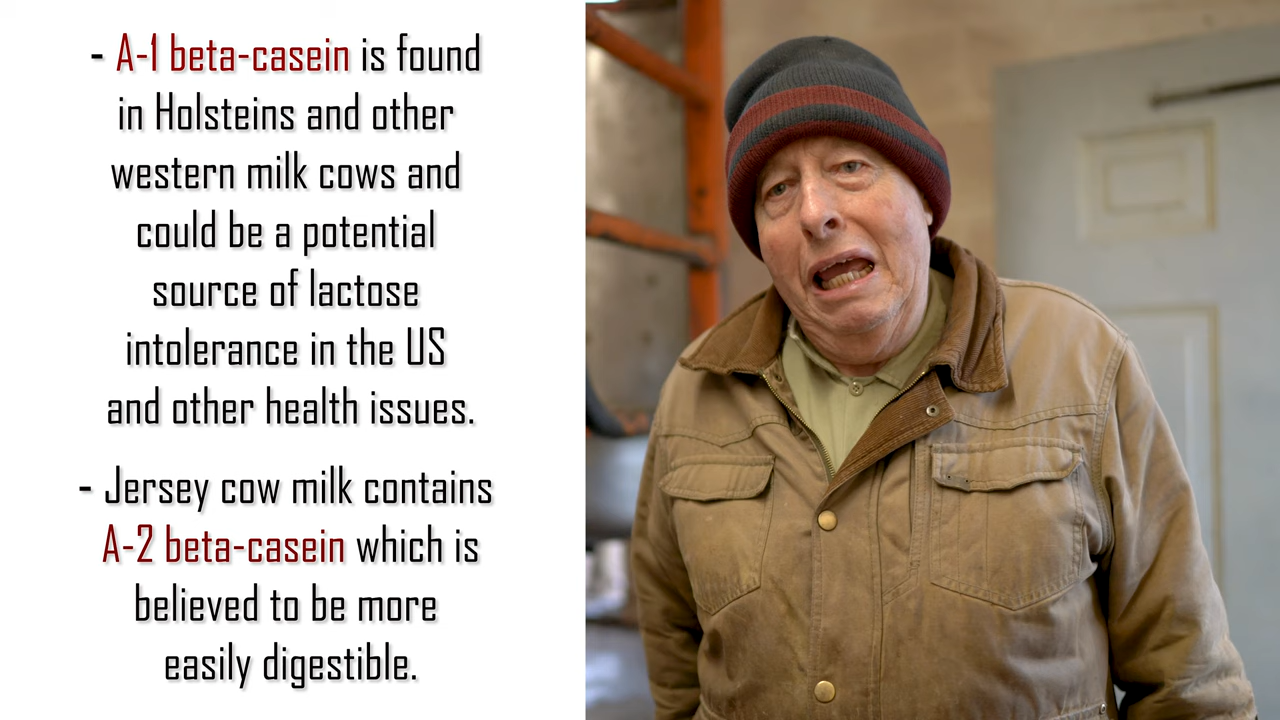 - A-1 beta-casein is found
in Holsteins and other
western milk cows and
could be a potential
source of lactose
intolerance in the US
and other health issues.
- Jersey cow milk contains
A-2 beta-casein which is
believed to be more
easily digestible.